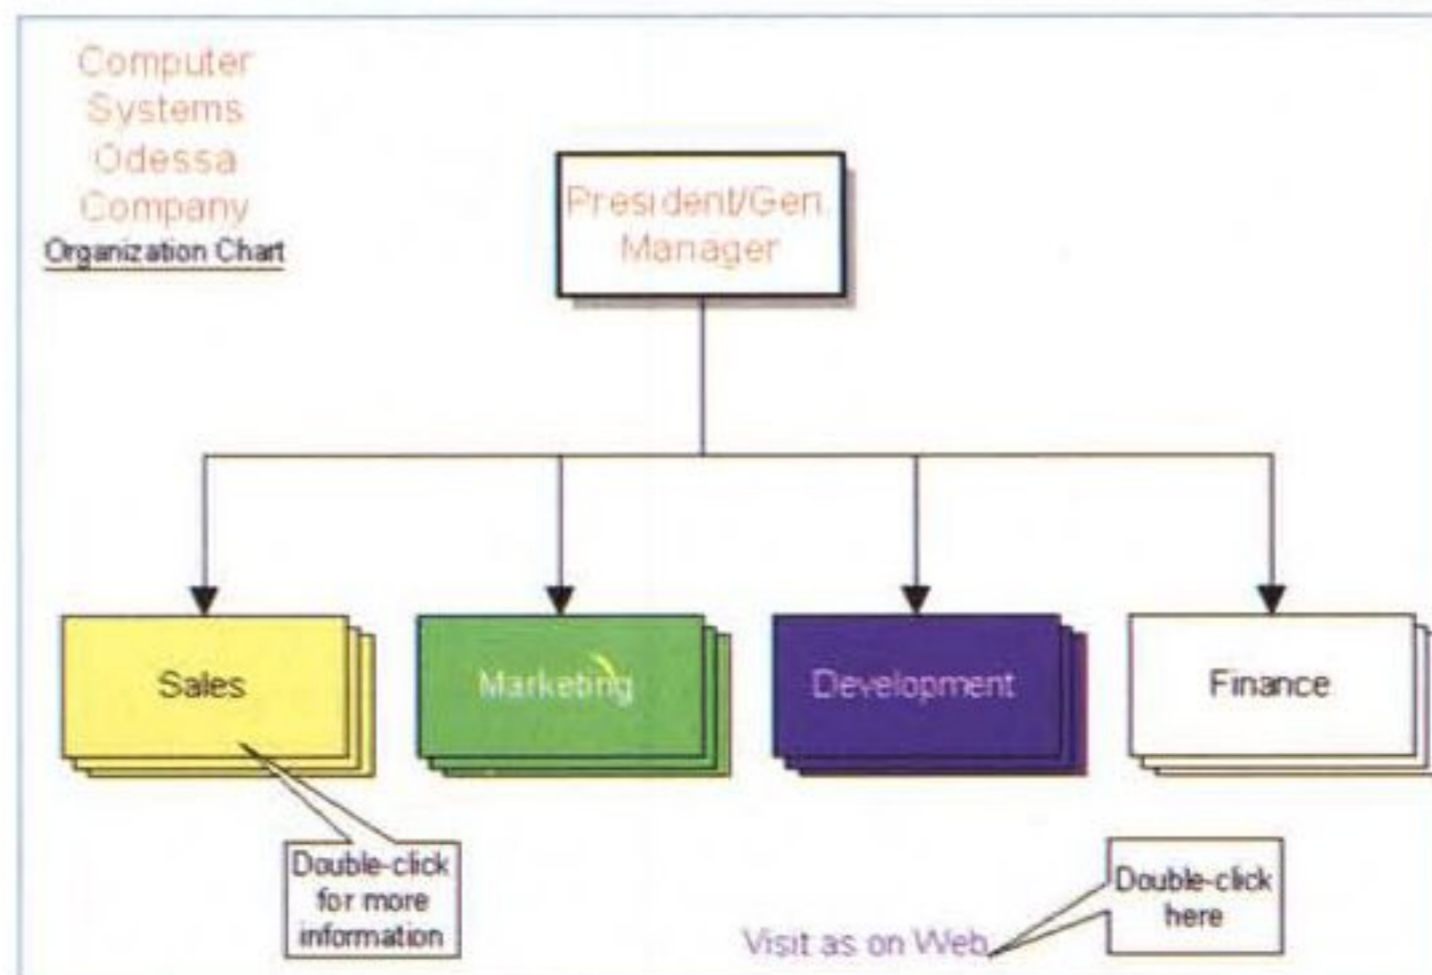 Computer
Systems
Odessa
Company
Organization Chart
President/Gen.
Manager
Sales
Marketing
Development
Finance
Double-click
for more
information
Double-click
here
Visit as on Web